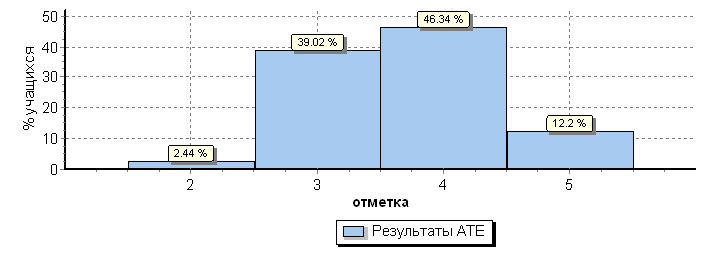 % учащихся
50
40
30
20
10
0
46.34 %
39.02 %
12.2 %
2.44 %
2 3 4 5
отметка
Результаты АТЕ